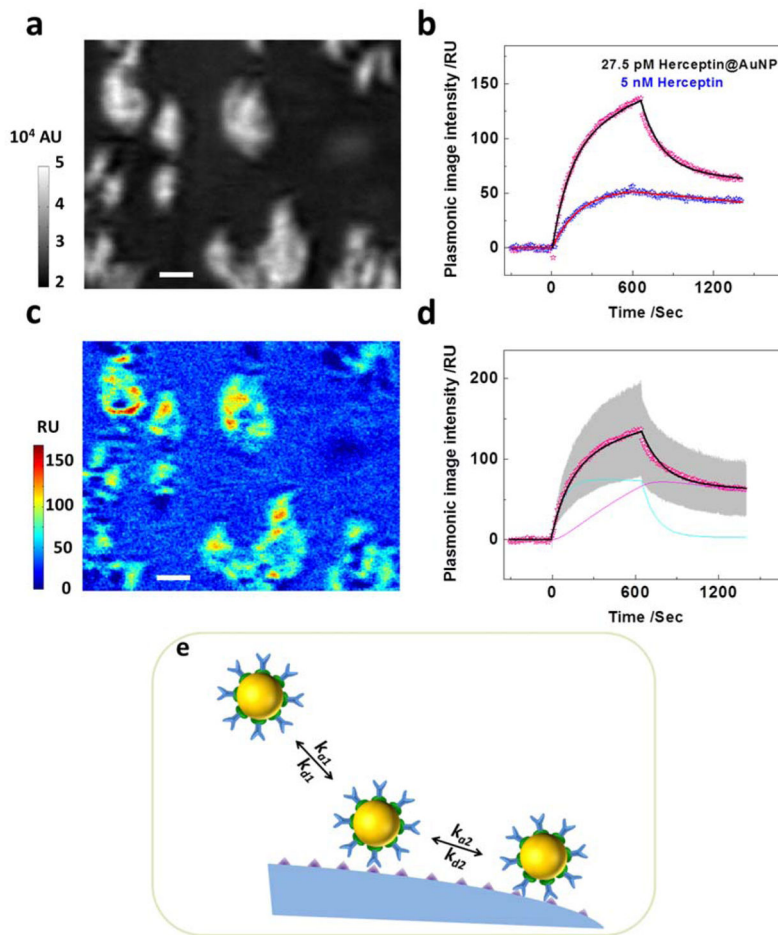 a
10⁴ AU
5
4
3
2
b
Plasmonic image intensity /RU
150
100
50
0
27.5 pM Herceptin@AuNP
5 nM Herceptin
0 600 1200
Time /Sec
c
RU
150
100
50
0
d
Plasmonic image intensity /RU
200
100
0
0 600 1200
Time /Sec
e
kₐ₁
k_d1
kₐ₂
k_d2